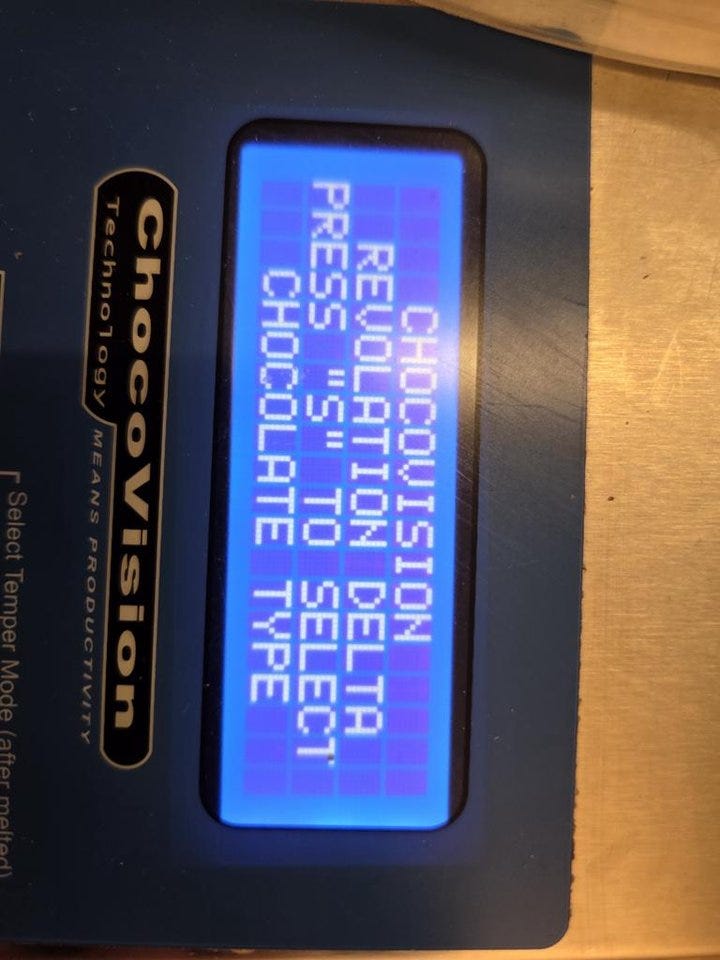 CHOCOVISION
REVOLATION DELTA
PRESS "S" TO SELECT
CHOCOLATE TYPE
ChocoVision
Technology MEANS PRODUCTIVITY
Select Temper Mode (after melted)